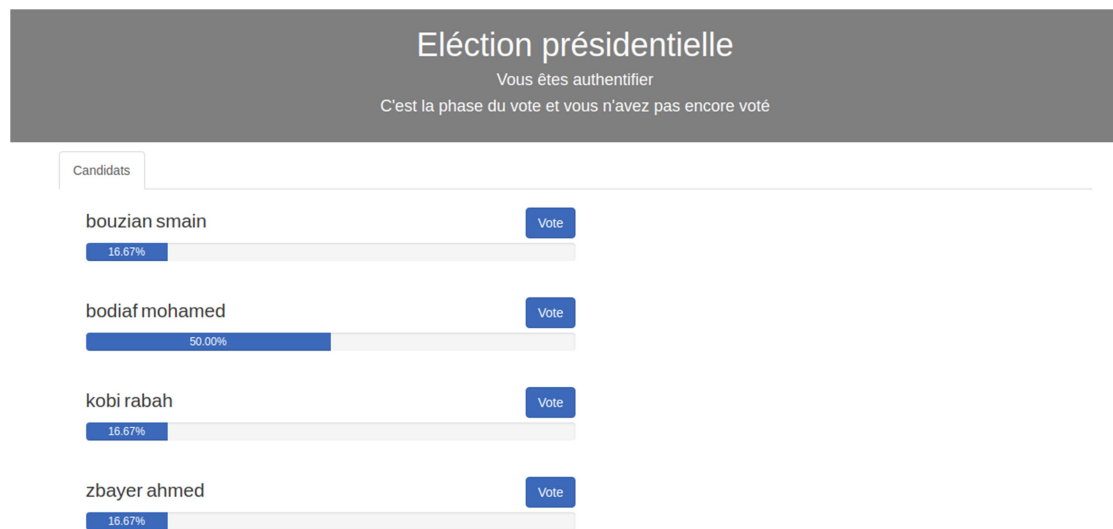 Eléction présidentielle
Vous êtes authentifier
C'est la phase du vote et vous n'avez pas encore voté
Candidats
bouzian smain
Vote
16.67%
bodiaf mohamed
Vote
50.00%
kobi rabah
Vote
16.67%
zbayer ahmed
Vote
16.67%